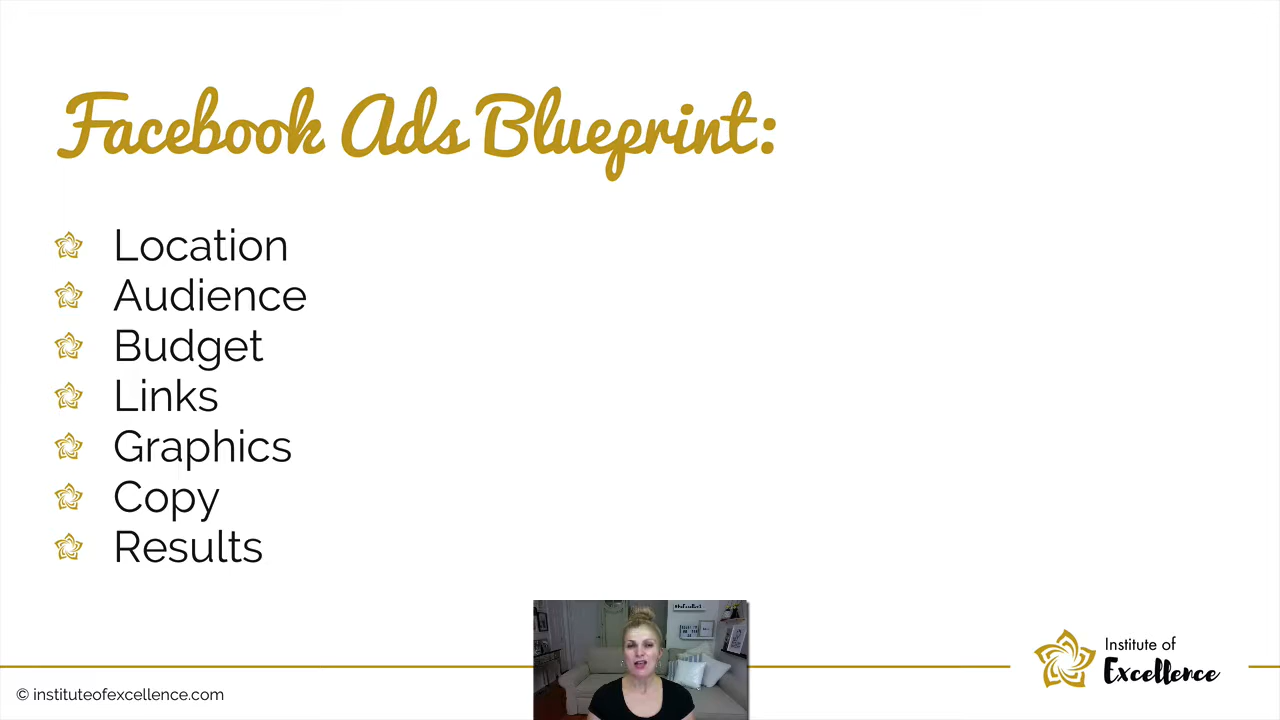 Facebook Ads Blueprint:
Location
Audience
Budget
Links
Graphics
Copy
Results
Institute of
Excellence
© instituteofexcellence.com